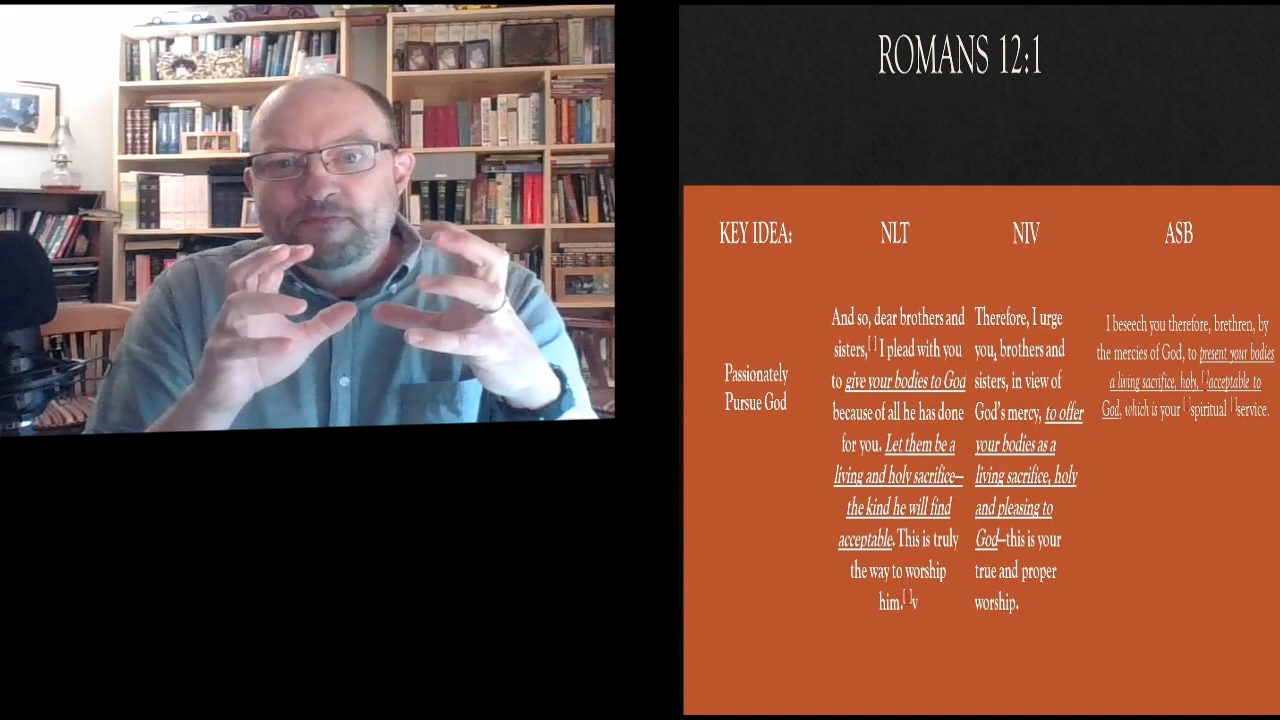 ROMANS 12:1
KEY IDEA:
NLT
NIV
ASB
Passionately
Pursue God
And so, dear brothers and
sisters,[ ] I plead with you
to give your bodies to God
because of all he has done
for you. Let them be a
living and holy sacrifice—
the kind he will find
acceptable. This is truly
the way to worship
him.[ ]v
Therefore, I urge
you, brothers and
sisters, in view of
God's mercy, to offer
your bodies as a
living sacrifice, holy
and pleasing to
God—this is your
true and proper
worship.
I beseech you therefore, brethren, by
the mercies of God, to present your bodies
a living sacrifice, holy, [ ]acceptable to
God, which is your [ ]spiritual [ ]service.